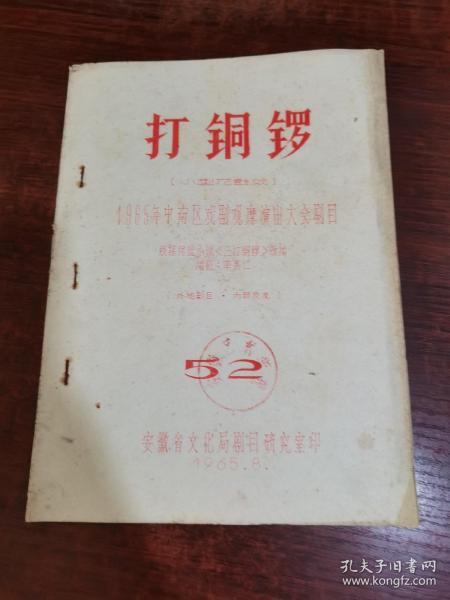 打铜锣
(小型花鼓戏)
1965年中南区戏剧观摩演出大会剧目
根据同名小说《三打铜锣》改编
编剧：李果仁
(外地剧目·内部交流)
52
安徽省文化局剧目研究室印
1965.8.
孔夫子旧书网
www.kongfz.com